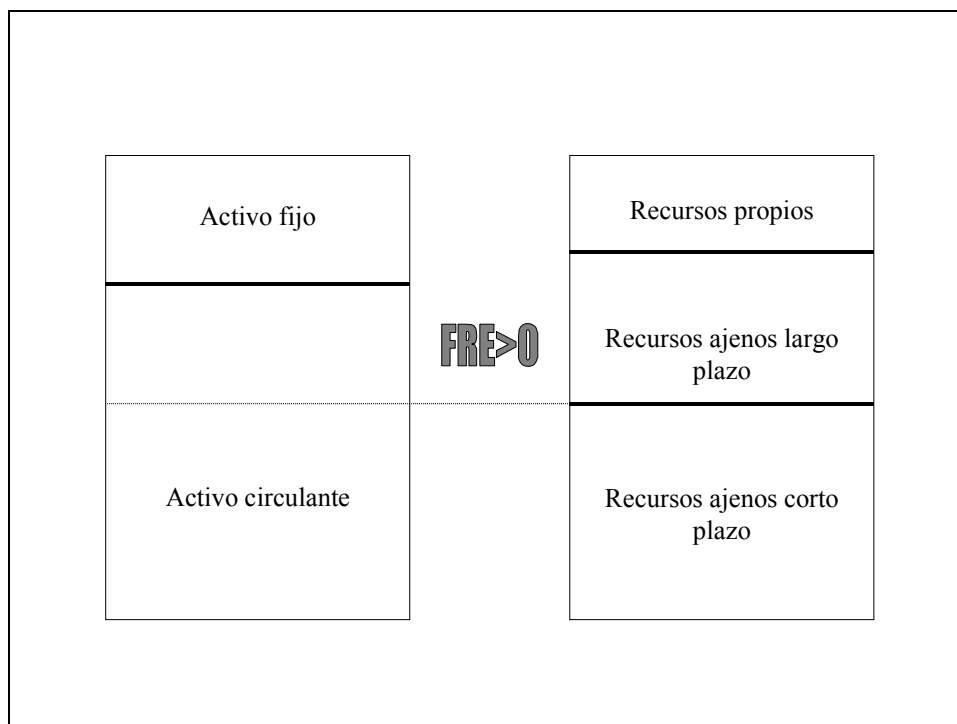 Activo fijo
Activo circulante
FRE>0
Recursos propios
Recursos ajenos largo
plazo
Recursos ajenos corto
plazo